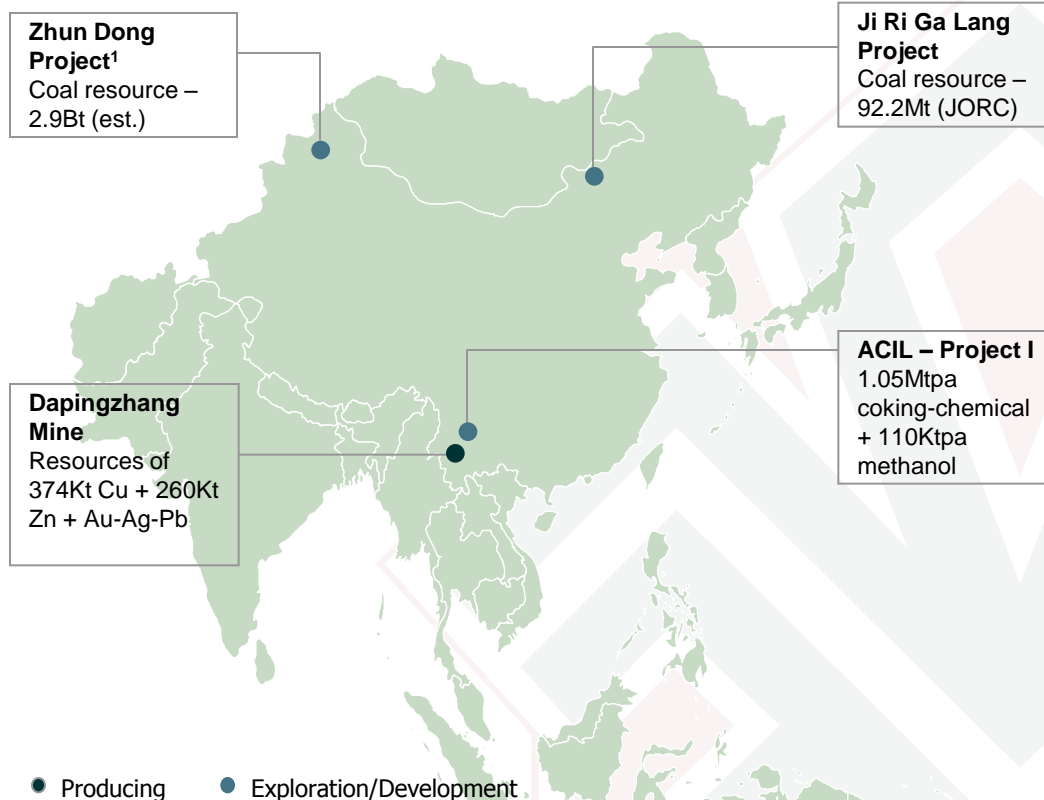 Zhun Dong
Project¹
Coal resource –
2.9Bt (est.)
Ji Ri Ga Lang
Project
Coal resource –
92.2Mt (JORC)
ACIL – Project I
1.05Mtpa
coking-chemical
+ 110Ktpa
methanol
Dapingzhang
Mine
Resources of
374Kt Cu + 260Kt
Zn + Au-Ag-Pb
Producing
Exploration/Development